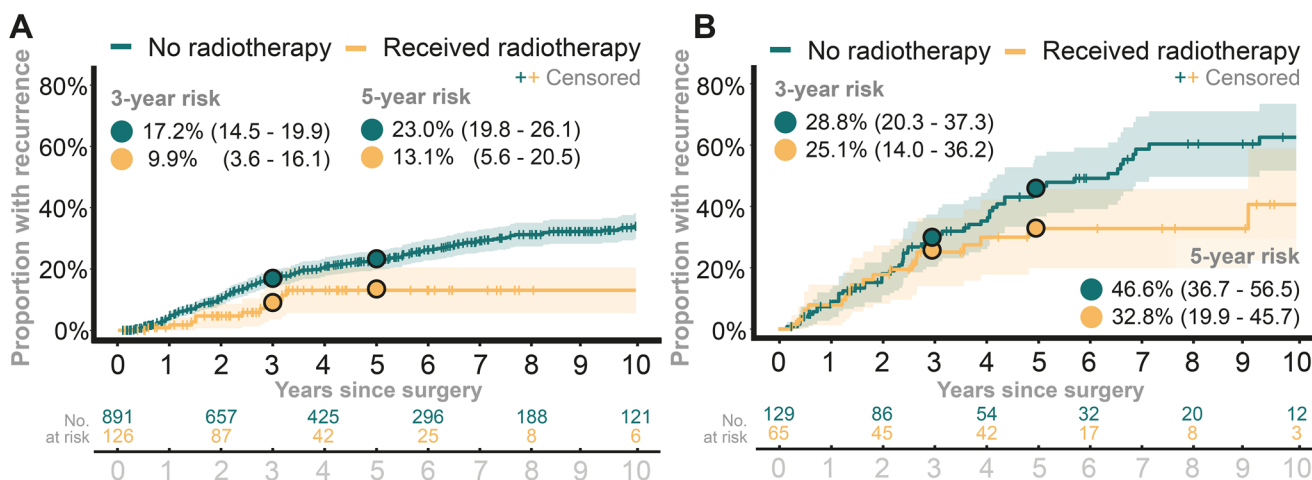 A
No radiotherapy
Received radiotherapy
Censored
Proportion with recurrence
80%
60%
40%
20%
0%
3-year risk
17.2% (14.5 - 19.9)
9.9% (3.6 - 16.1)
5-year risk
23.0% (19.8 - 26.1)
13.1% (5.6 - 20.5)
0 1 2 3 4 5 6 7 8 9 10
Years since surgery
No. at risk
891 657 425 296 188 121
126 87 42 25 8 6
0 1 2 3 4 5 6 7 8 9 10
B
No radiotherapy
Received radiotherapy
Censored
Proportion with recurrence
80%
60%
40%
20%
0%
3-year risk
28.8% (20.3 - 37.3)
25.1% (14.0 - 36.2)
5-year risk
46.6% (36.7 - 56.5)
32.8% (19.9 - 45.7)
0 1 2 3 4 5 6 7 8 9 10
Years since surgery
No. at risk
129 86 54 32 20 12
65 45 42 17 8 3
0 1 2 3 4 5 6 7 8 9 10